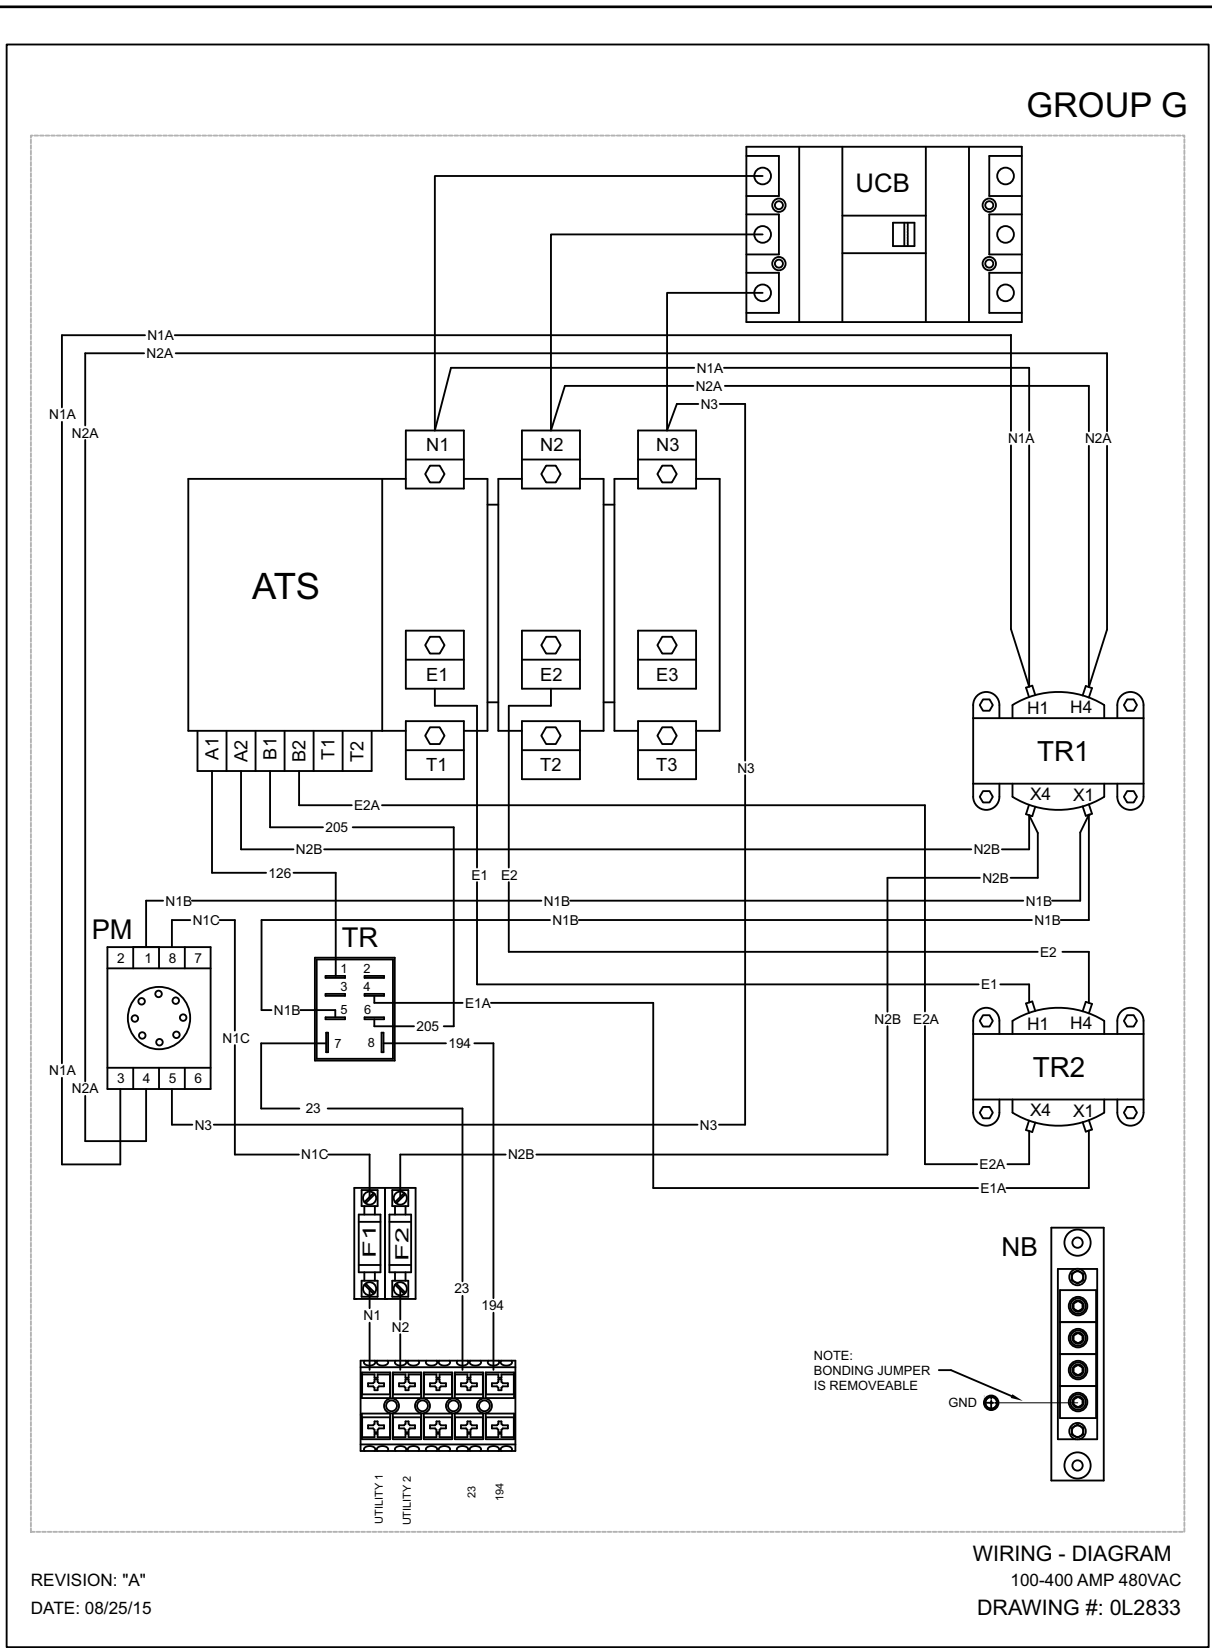 GROUP G
UCB
N1A
N2A
N1A
N2A
N3
N1A
N2A
N1A
N2A
N1
N2
N3
ATS
E1
E2
E3
H1
H4
TR1
X4
X1
A1
A2
B1
B2
T1
T2
T1
T2
T3
N3
E2A
205
N2B
N2B
126
E1
E2
N2B
N1B
N1B
N1B
N1C
N1B
N1B
PM
TR
2 1 8 7
1 2
3 4
5 6
7 8
E2
E1
N1B
E1A
205
194
N1C
N2B
E2A
H1
H4
TR2
X4
X1
3 4 5 6
N1A
N2A
23
N3
N3
N1C
N2B
E2A
E1A
F1
F2
NB
23
194
N1
N2
NOTE:
BONDING JUMPER
IS REMOVEABLE
GND
UTILITY 1
UTILITY 2
23
194
WIRING - DIAGRAM
REVISION: "A"
100-400 AMP 480VAC
DATE: 08/25/15
DRAWING #: 0L2833